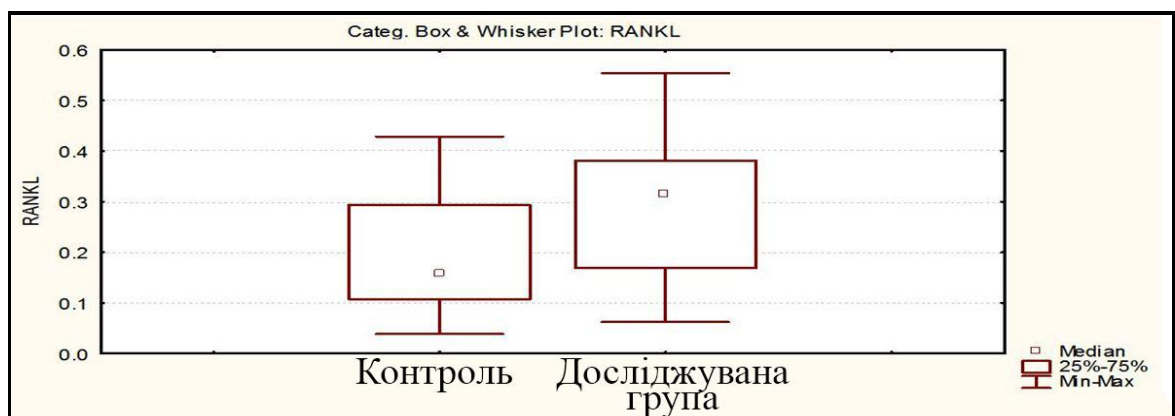 Categ. Box & Whisker Plot: RANKL
0.6
0.5
0.4
0.3
0.2
0.1
0.0
RANKL
Контроль
Досліджувана
група
Median
25%-75%
Min-Max